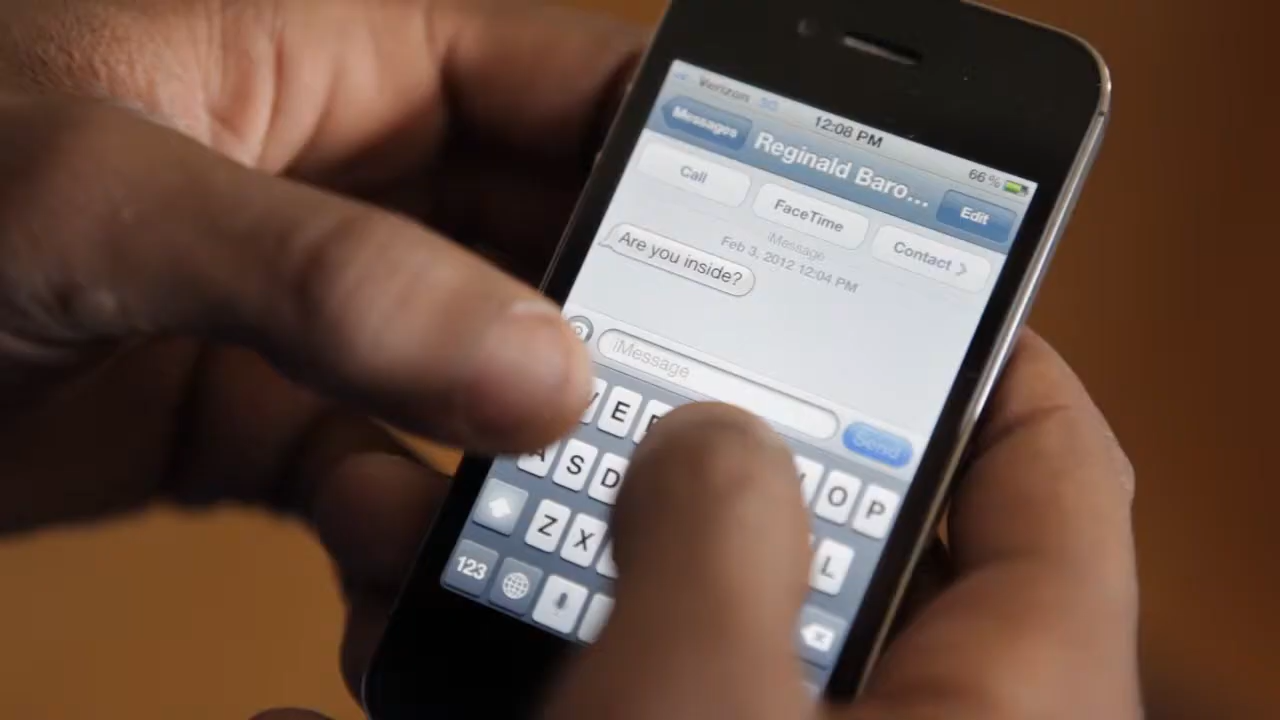 Verizon 3G 12:08 PM 66%
Messages Reginald Baro... Edit
Call FaceTime Contact
iMessage
Feb 3, 2012 12:04 PM
Are you inside?
iMessage Send
E O P
A S D L
Z X
123